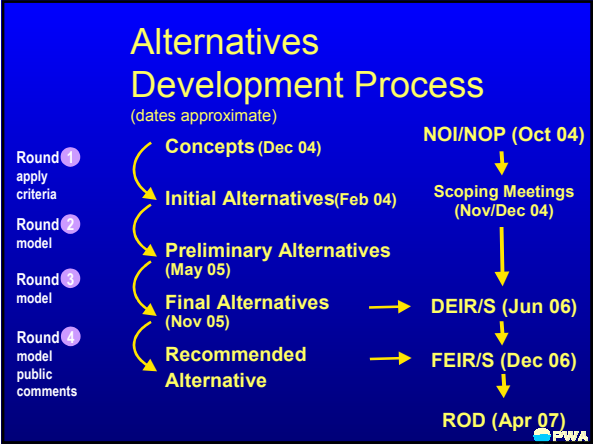 Alternatives
Development Process
(dates approximate)
Round 1
apply
criteria
Round 2
model
Round 3
model
Round 4
model
public
comments
Concepts (Dec 04)
Initial Alternatives(Feb 04)
Preliminary Alternatives
(May 05)
Final Alternatives
(Nov 05)
Recommended
Alternative
NOI/NOP (Oct 04)
Scoping Meetings
(Nov/Dec 04)
DEIR/S (Jun 06)
FEIR/S (Dec 06)
ROD (Apr 07)
PWA